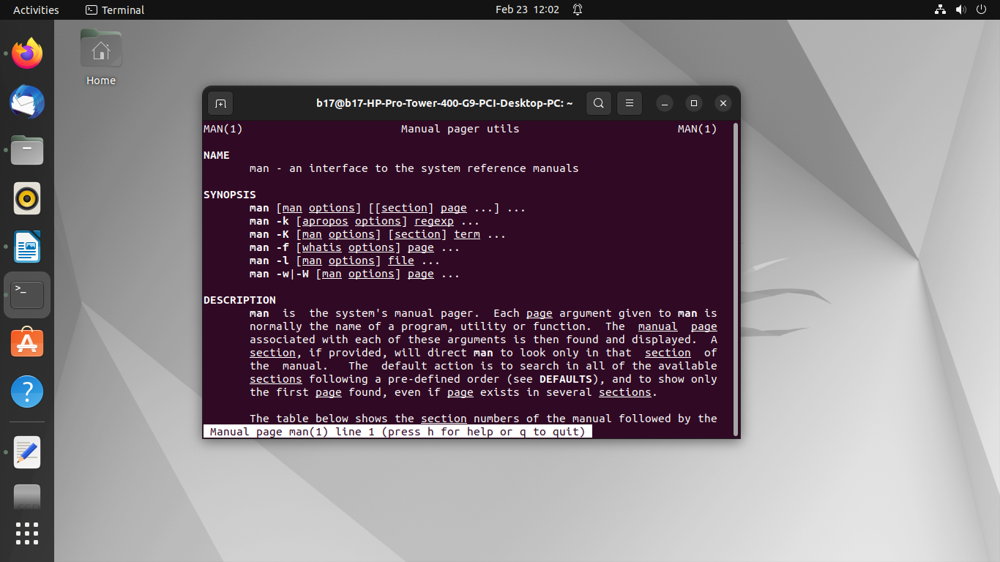 Activities
Terminal
Feb 23 12:02
Home
b17@b17-HP-Pro-Tower-400-G9-PCI-Desktop-PC: ~
MAN(1) Manual pager utils MAN(1)
NAME
man - an interface to the system reference manuals
SYNOPSIS
man [man options] [[section] page ...] ...
man -k [apropos options] regexp ...
man -K [man options] [section] term ...
man -f [whatis options] page ...
man -l [man options] file ...
man -w|-W [man options] page ...
DESCRIPTION
man is the system's manual pager. Each page argument given to man is
normally the name of a program, utility or function. The manual page
associated with each of these arguments is then found and displayed. A
section, if provided, will direct man to look only in that section of
the manual. The default action is to search in all of the available
sections following a pre-defined order (see DEFAULTS), and to show only
the first page found, even if page exists in several sections.
The table below shows the section numbers of the manual followed by the
Manual page man(1) line 1 (press h for help or q to quit)